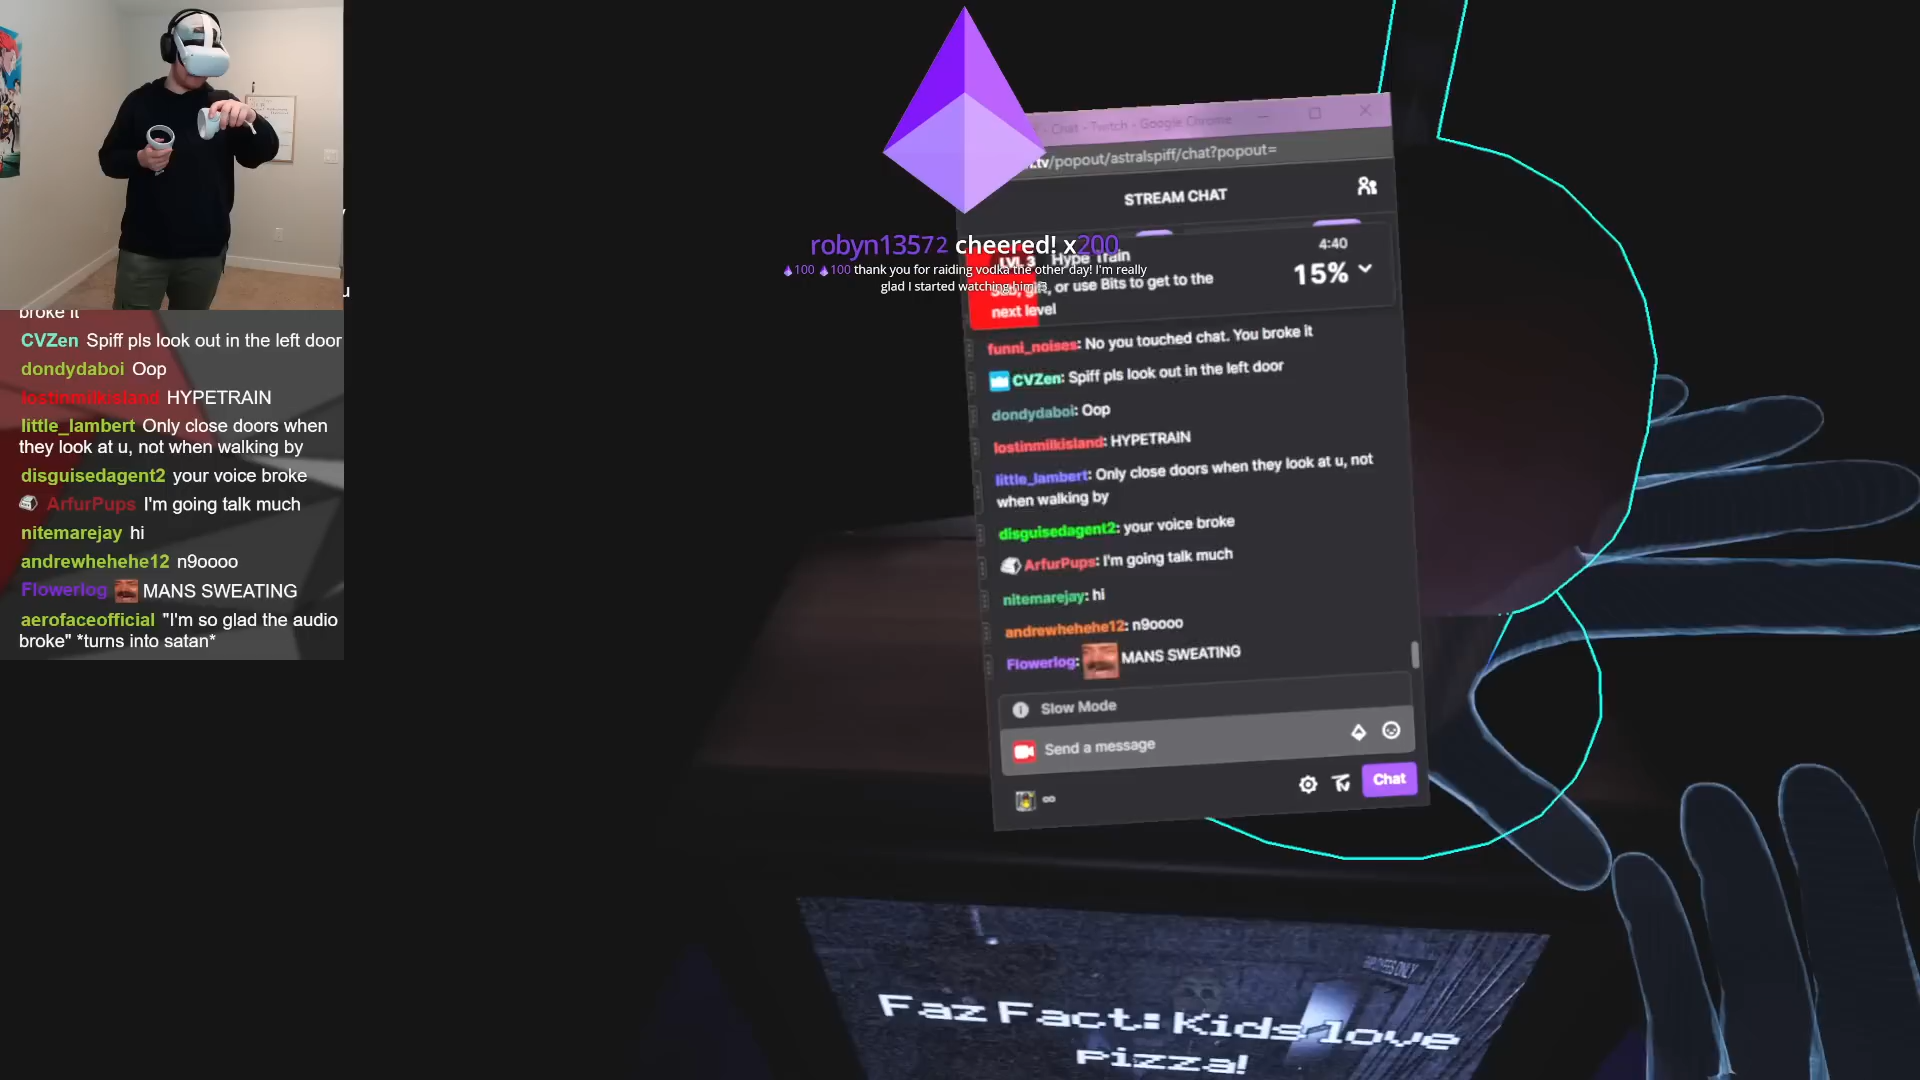 broke it
CVZen Spiff pls look out in the left door
dondydaboi Oop
lostinmilkisland HYPETRAIN
little_lambert Only close doors when
they look at u, not when walking by
disguisedagent2 your voice broke
ArfurPups I'm going talk much
nitemarejay hi
andrewhehehe12 n9oooo
Flowerlog MANS SWEATING
aerofaceofficial "I'm so glad the audio
broke" *turns into satan*
robyn13572 cheered! x200
100 100 thank you for raiding vodka the other day! I'm really
glad I started watching him
- Chat - Twitch - Google Chrome
.tv/popout/astralspiff/chat?popout=
STREAM CHAT
LVL 3 Hype Train
4:40
15%
Sub, gift, or use Bits to get to the
next level
funni_noises: No you touched chat. You broke it
CVZen: Spiff pls look out in the left door
dondydaboi: Oop
lostinmilkisland: HYPETRAIN
little_lambert: Only close doors when they look at u, not
when walking by
disguisedagent2: your voice broke
ArfurPups: I'm going talk much
nitemarejay: hi
andrewhehehe12: n9oooo
Flowerlog: MANS SWEATING
Slow Mode
Send a message
∞
Chat
Faz Fact: Kids love
pizza!